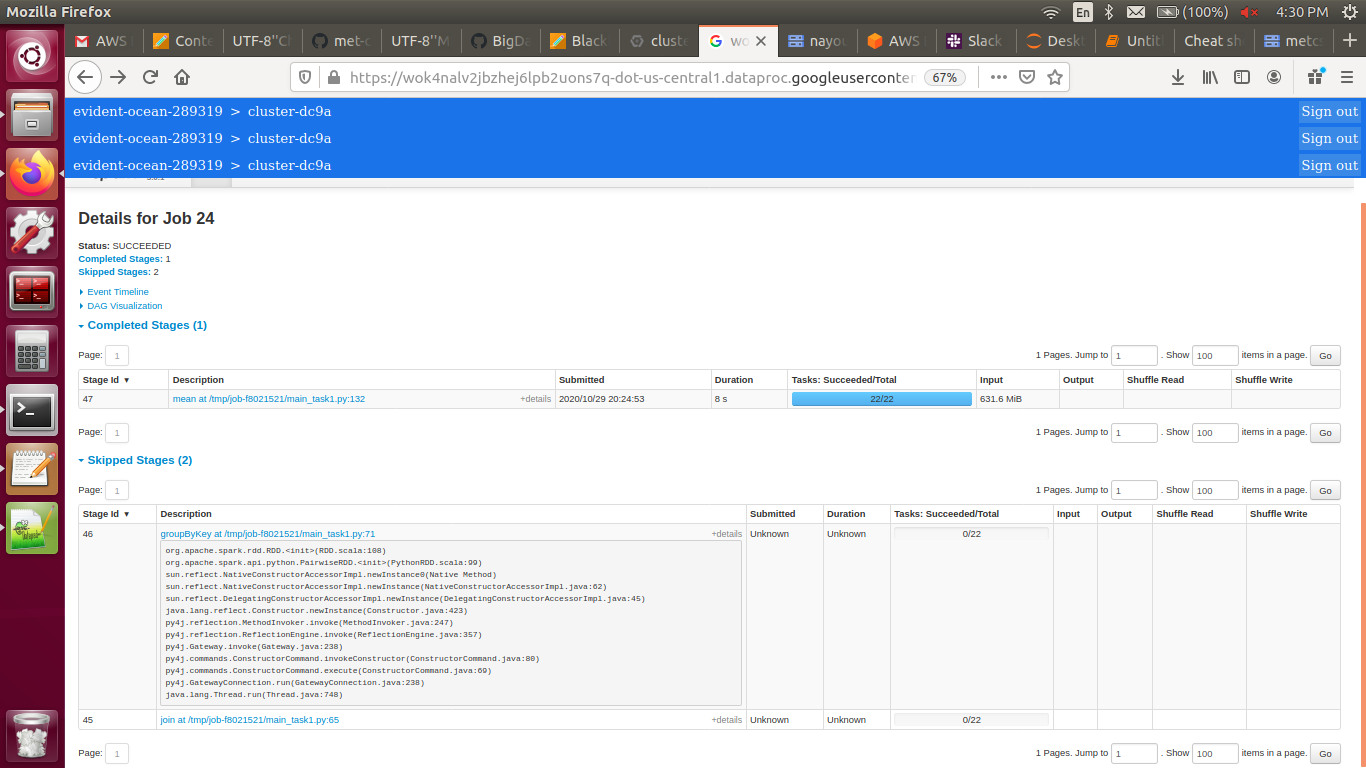 Mozilla Firefox
En
(100%)
4:30 PM
AWS
Conte
UTF-8''Cl
met-c
UTF-8''M
BigDa
Black
cluste
wo
nayou
AWS
Slack
Deskt
Untit
Cheat sh
metcs
https://wok4nalv2jbzhej6lpb2uons7q-dot-us-central1.dataproc.googleuserconter
67%
evident-ocean-289319 > cluster-dc9a Sign out
evident-ocean-289319 > cluster-dc9a Sign out
evident-ocean-289319 > cluster-dc9a Sign out
Details for Job 24
Status: SUCCEEDED
Completed Stages: 1
Skipped Stages: 2
Event Timeline
DAG Visualization
Completed Stages (1)
Page: 1 1 Pages. Jump to 1 . Show 100 items in a page. Go
Stage Id ▾ Description Submitted Duration Tasks: Succeeded/Total Input Output Shuffle Read Shuffle Write
47 mean at /tmp/job-f8021521/main_task1.py:132 +details 2020/10/29 20:24:53 8 s 22/22 631.6 MiB
Page: 1 1 Pages. Jump to 1 . Show 100 items in a page. Go
Skipped Stages (2)
Page: 1 1 Pages. Jump to 1 . Show 100 items in a page. Go
Stage Id ▾ Description Submitted Duration Tasks: Succeeded/Total Input Output Shuffle Read Shuffle Write
46 groupByKey at /tmp/job-f8021521/main_task1.py:71 +details Unknown Unknown 0/22
org.apache.spark.rdd.RDD.<init>(RDD.scala:108)
org.apache.spark.api.python.PairwiseRDD.<init>(PythonRDD.scala:99)
sun.reflect.NativeConstructorAccessorImpl.newInstance0(Native Method)
sun.reflect.NativeConstructorAccessorImpl.newInstance(NativeConstructorAccessorImpl.java:62)
sun.reflect.DelegatingConstructorAccessorImpl.newInstance(DelegatingConstructorAccessorImpl.java:45)
java.lang.reflect.Constructor.newInstance(Constructor.java:423)
py4j.reflection.MethodInvoker.invoke(MethodInvoker.java:247)
py4j.reflection.ReflectionEngine.invoke(ReflectionEngine.java:357)
py4j.Gateway.invoke(Gateway.java:238)
py4j.commands.ConstructorCommand.invokeConstructor(ConstructorCommand.java:80)
py4j.commands.ConstructorCommand.execute(ConstructorCommand.java:69)
py4j.GatewayConnection.run(GatewayConnection.java:238)
java.lang.Thread.run(Thread.java:748)
45 join at /tmp/job-f8021521/main_task1.py:65 +details Unknown Unknown 0/22
Page: 1 1 Pages. Jump to 1 . Show 100 items in a page. Go